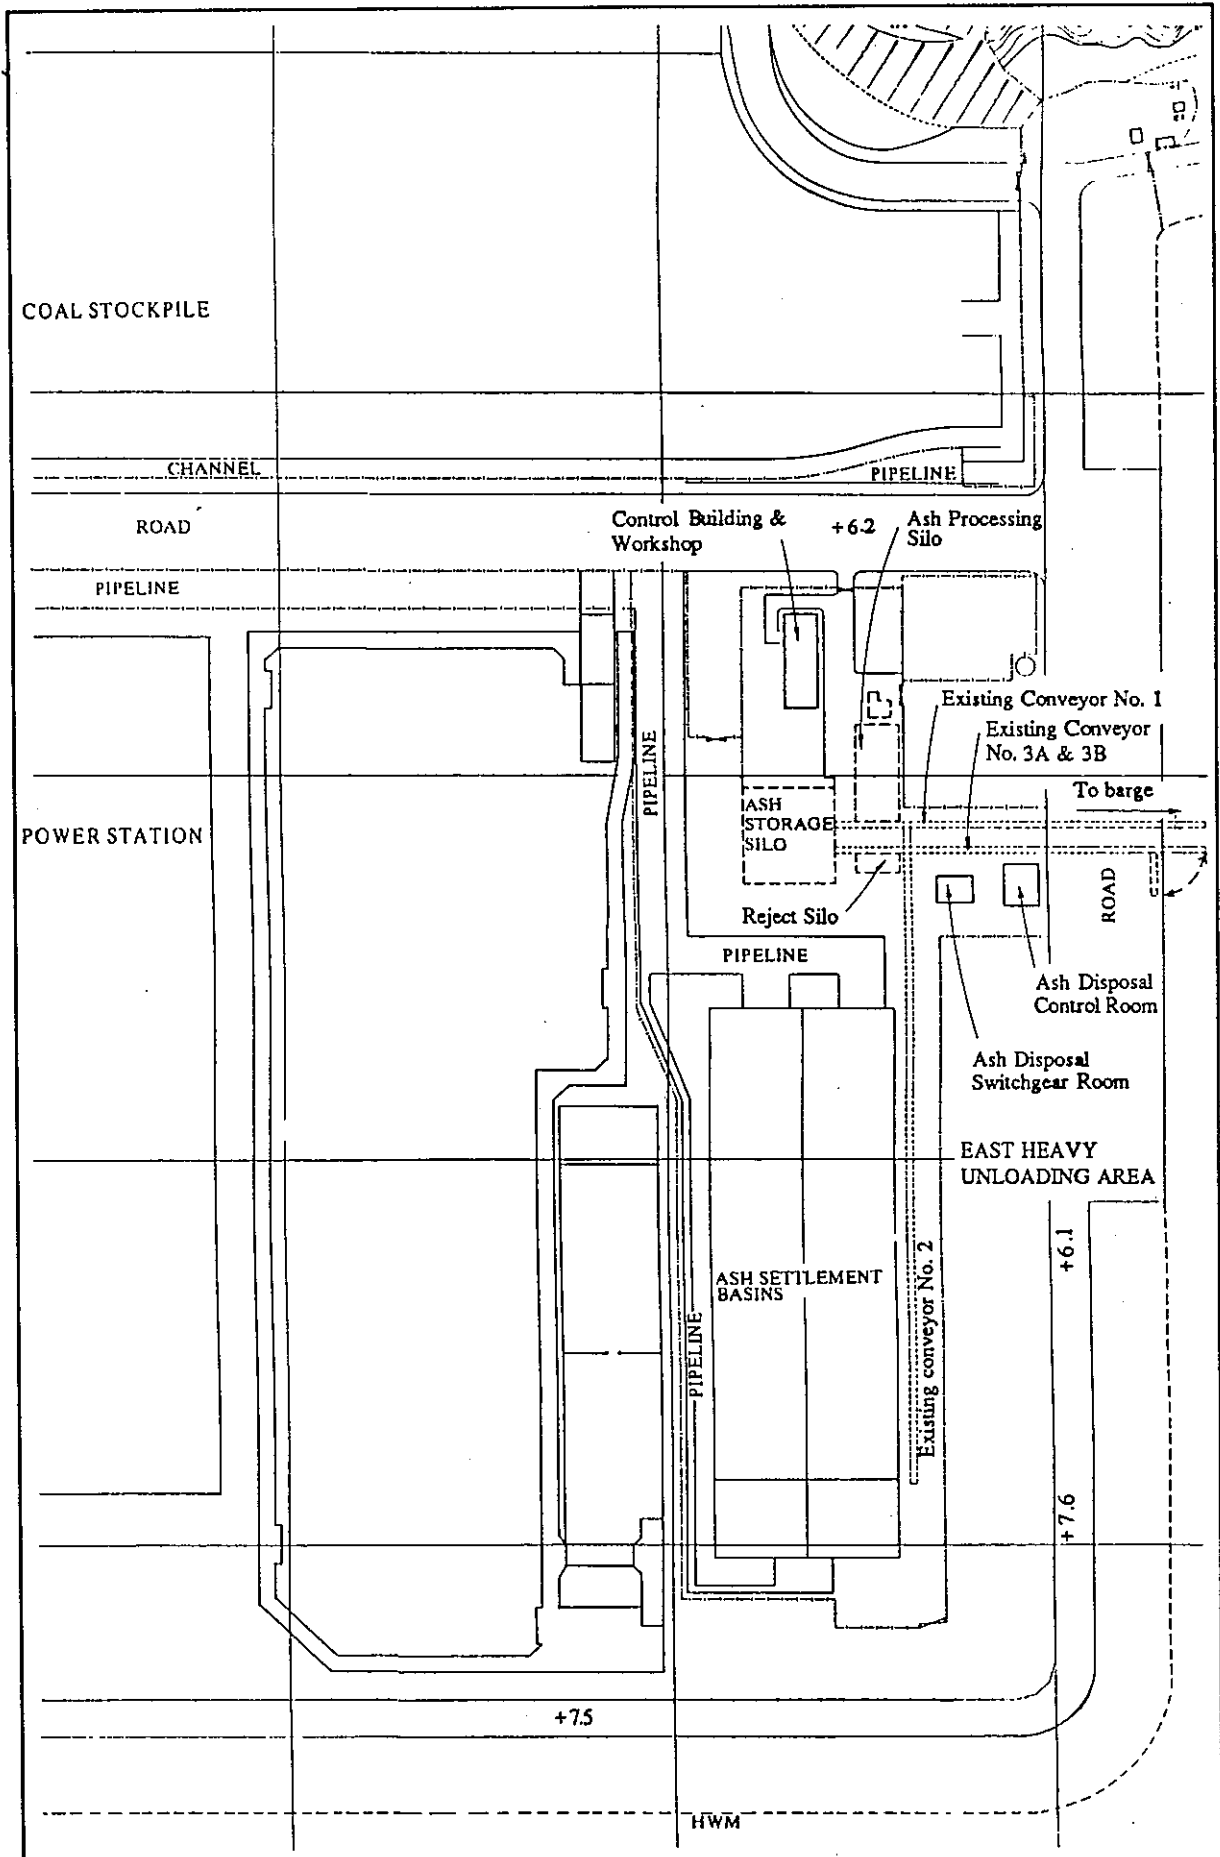 COAL STOCKPILE
CHANNEL
PIPELINE
ROAD
Control Building &
Workshop
+6.2
Ash Processing
Silo
PIPELINE
Existing Conveyor No. 1
Existing Conveyor
No. 3A & 3B
PIPELINE
To barge
ASH
STORAGE
SILO
POWER STATION
ROAD
Reject Silo
PIPELINE
Ash Disposal
Control Room
Ash Disposal
Switchgear Room
EAST HEAVY
UNLOADING AREA
+6.1
ASH SETTLEMENT
BASINS
Existing conveyor No. 2
PIPELINE
+7.6
+7.5
HWM